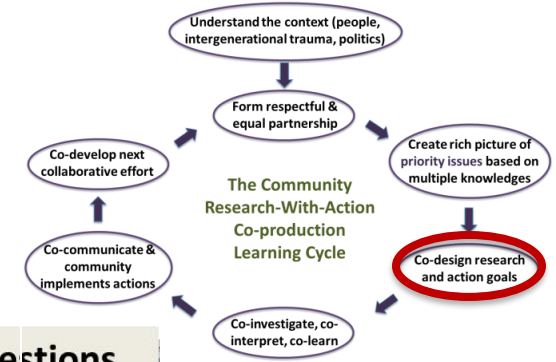 Understand the context (people,
intergenerational trauma, politics)
Form respectful &
equal partnership
Create rich picture of
priority issues based on
multiple knowledges
Co-design research
and action goals
Co-investigate, co-
interpret, co-learn
Co-communicate &
community
implements actions
Co-develop next
collaborative effort
The Community
Research-With-Action
Co-production
Learning Cycle
estions